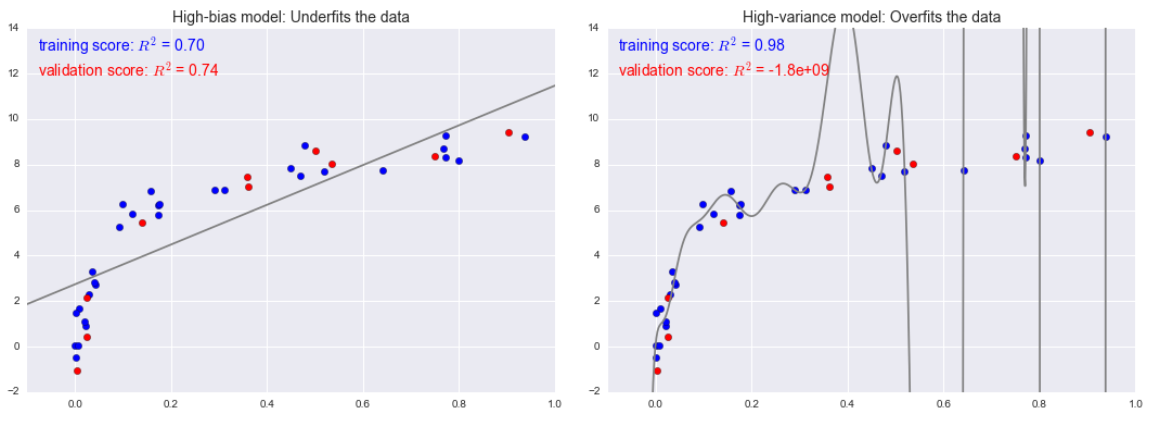 High-bias model: Underfits the data
training score: R² = 0.70
validation score: R² = 0.74
14
12
10
8
6
4
2
0
−2
0.0 0.2 0.4 0.6 0.8 1.0
High-variance model: Overfits the data
training score: R² = 0.98
validation score: R² = -1.8e+09
14
12
10
8
6
4
2
0
−2
0.0 0.2 0.4 0.6 0.8 1.0